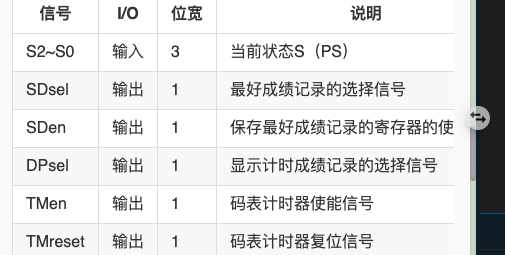 信号 I/O 位宽 说明
S2~S0 输入 3 当前状态S（PS）
SDsel 输出 1 最好成绩记录的选择信号
SDen 输出 1 保存最好成绩记录的寄存器的使
DPsel 输出 1 显示计时成绩记录的选择信号
TMen 输出 1 码表计时器使能信号
TMreset 输出 1 码表计时器复位信号